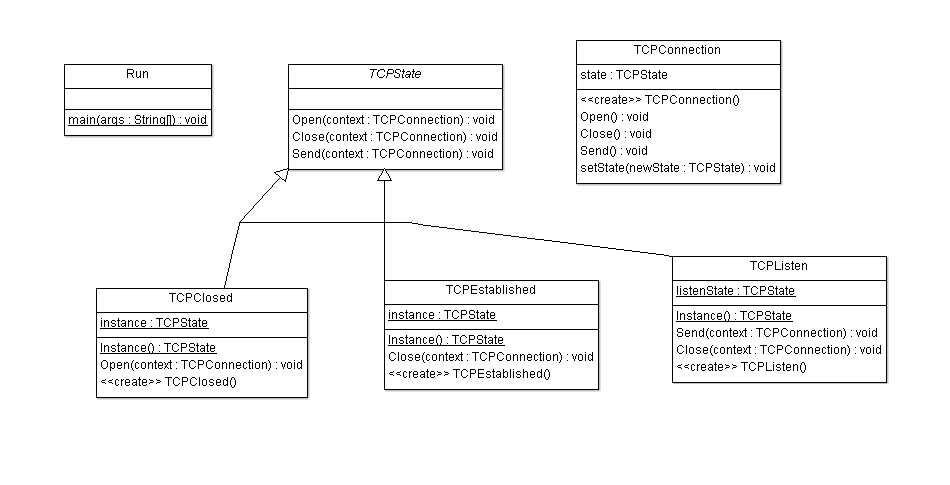 Run
main(args : String[]) : void
TCPState
Open(context : TCPConnection) : void
Close(context : TCPConnection) : void
Send(context : TCPConnection) : void
TCPConnection
state : TCPState
<<create>> TCPConnection()
Open() : void
Close() : void
Send() : void
setState(newState : TCPState) : void
TCPClosed
instance : TCPState
Instance() : TCPState
Open(context : TCPConnection) : void
<<create>> TCPClosed()
TCPEstablished
instance : TCPState
Instance() : TCPState
Close(context : TCPConnection) : void
<<create>> TCPEstablished()
TCPListen
listenState : TCPState
Instance() : TCPState
Send(context : TCPConnection) : void
Close(context : TCPConnection) : void
<<create>> TCPListen()